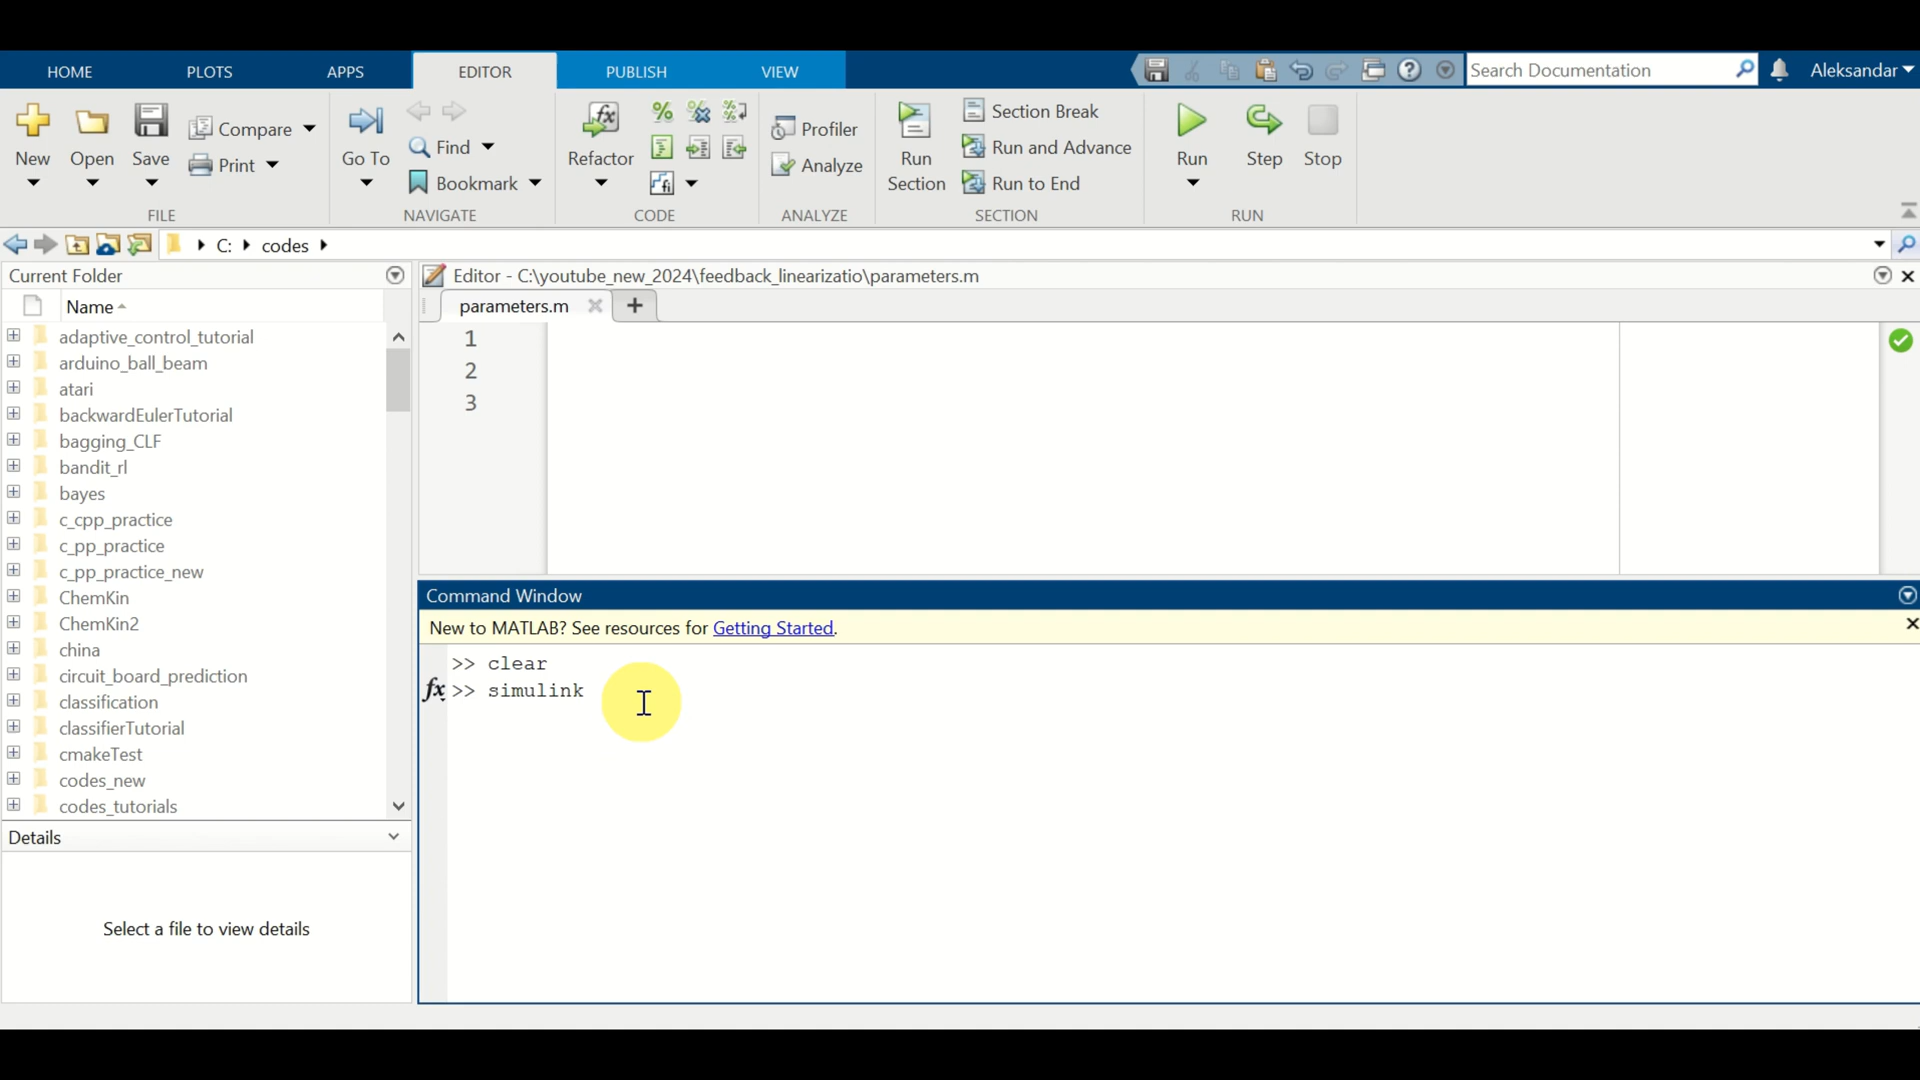 HOME PLOTS APPS EDITOR PUBLISH VIEW Search Documentation Aleksandar
New Open Save Compare Print FILE
Go To Find Bookmark NAVIGATE
Refactor CODE
Profiler Analyze ANALYZE
Run Section Section Break Run and Advance Run to End SECTION
Run Step Stop RUN
C: codes
Current Folder
Name
adaptive_control_tutorial
arduino_ball_beam
atari
backwardEulerTutorial
bagging_CLF
bandit_rl
bayes
c_cpp_practice
c_pp_practice
c_pp_practice_new
ChemKin
ChemKin2
china
circuit_board_prediction
classification
classifierTutorial
cmakeTest
codes_new
codes_tutorials
Details
Select a file to view details
Editor - C:\youtube_new_2024\feedback_linearizatio\parameters.m
parameters.m
1
2
3
Command Window
New to MATLAB? See resources for Getting Started.
>> clear
fx >> simulink